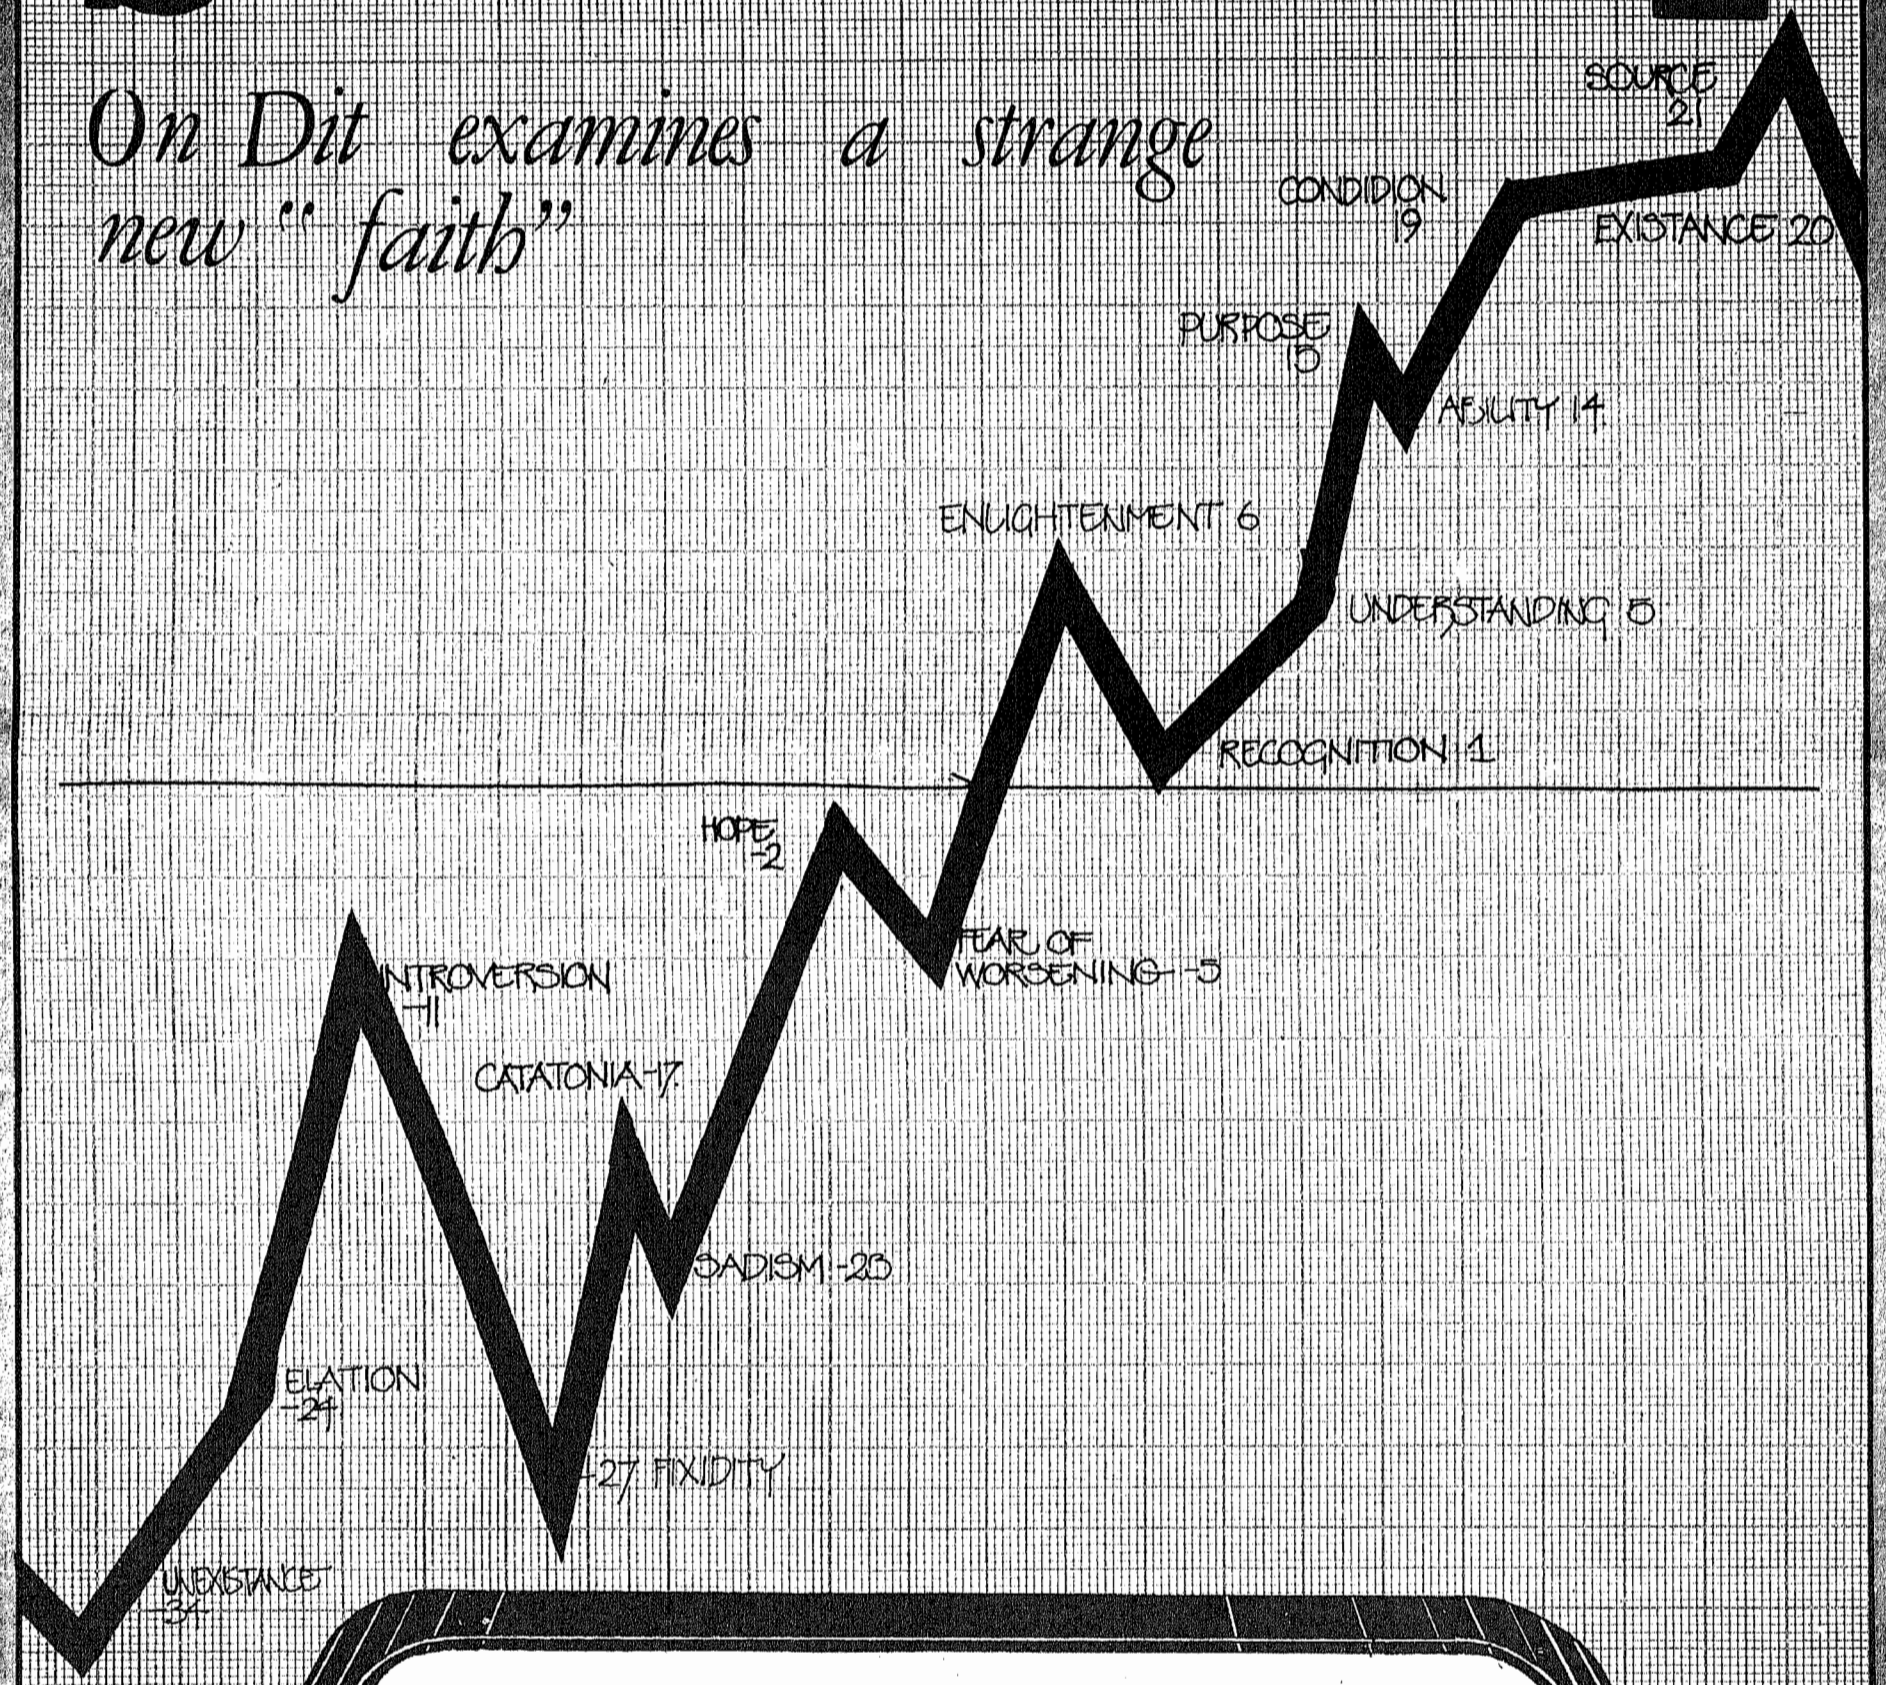 On Dit examines a strange
new “ faith”
SOURCE
21
CONDIDION
19
EXISTANCE 20
PURPOSE
15
ABILITY 14
ENLIGHTENMENT 6
UNDERSTANDING 5
RECOGNITION 1
HOPE
-2
FEAR OF
WORSENING -5
INTROVERSION
-11
CATATONIA -17
SADISM -23
ELATION
-24
-27 FIXIDITY
UNEXISTANCE
-34